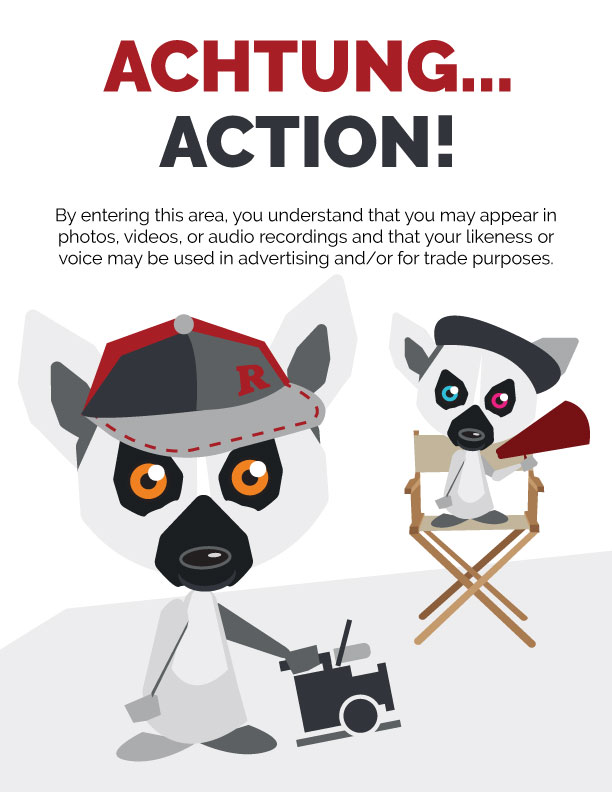 ACHTUNG...
ACTION!
By entering this area, you understand that you may appear in
photos, videos, or audio recordings and that your likeness or
voice may be used in advertising and/or for trade purposes.
R